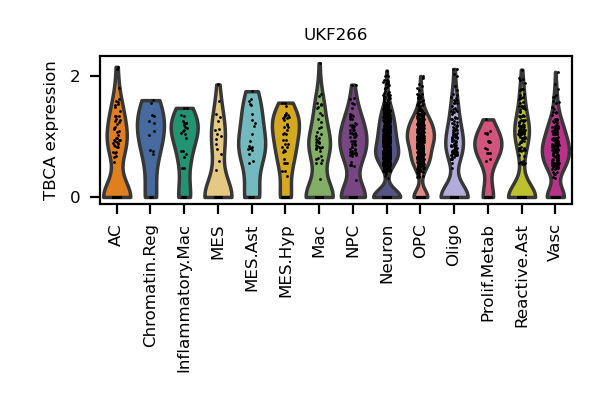 UKF266
TBCA expression
2
0
AC
Chromatin.Reg
Inflammatory.Mac
MES
MES.Ast
MES.Hyp
Mac
NPC
Neuron
OPC
Oligo
Prolif.Metab
Reactive.Ast
Vasc